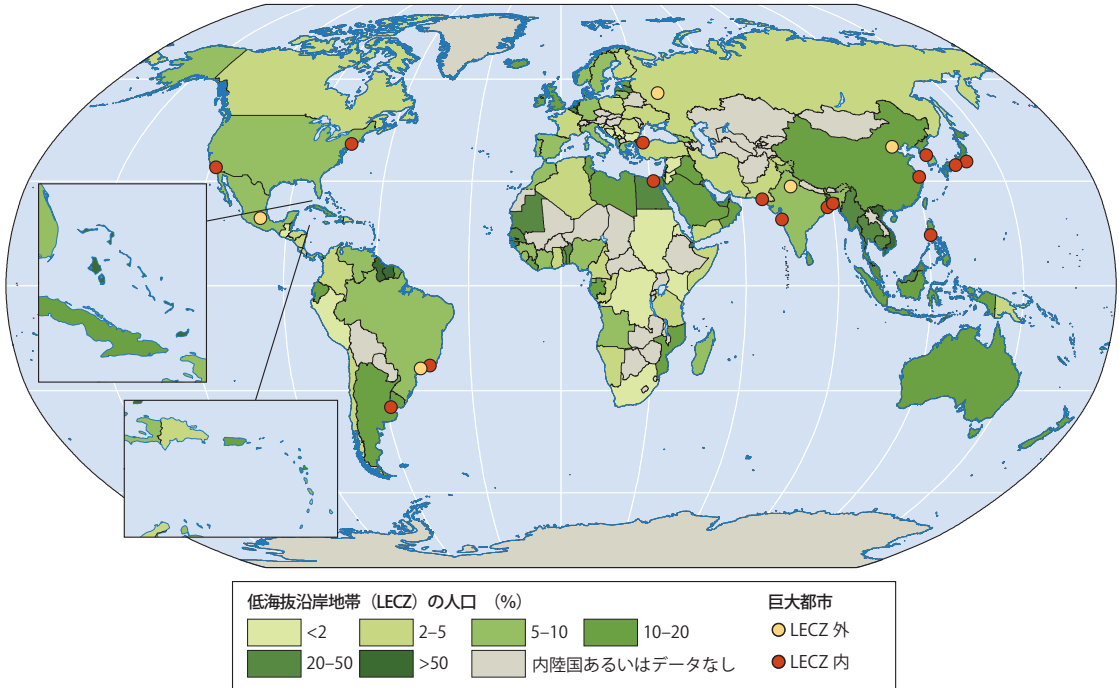 低海抜沿岸地帯（LECZ）の人口 （%）
<2
2–5
5–10
10–20
20–50
>50
内陸国あるいはデータなし
巨大都市
LECZ 外
LECZ 内